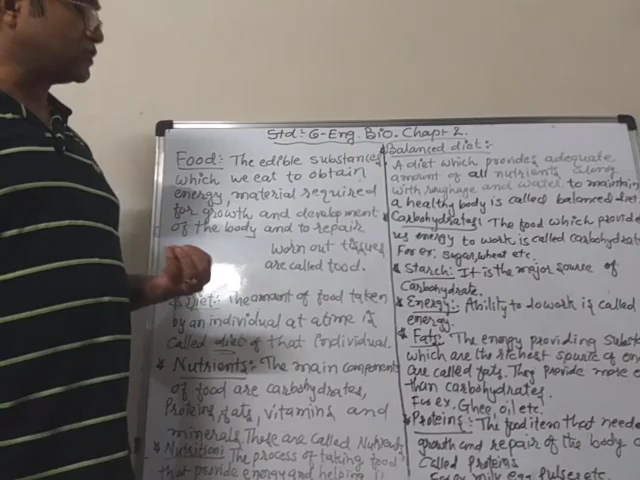 Std:- 6-Eng. Bio. Chapt 2.
Food:- The edible substances
which we eat to obtain
energy, material required
for growth and development
of the body and to repair
worn out tissues
are called food.
* Diet:- The amount of food taken
by an individual at a time is
called diet of that individual.
* Nutrients:- The main components
of food are carbohydrates,
Proteins, fats, vitamins and
minerals. These are called Nutrients
* Nutrition:- The process of taking food
that provide energy and helping
* Balanced diet:-
A diet which provides adequate
amount of all nutrients along
with roughage and water to maintain
a healthy body is called balanced diet.
* Carbohydrates:- The food which provide
us energy to work is called carbohydrate
For ex. sugar, wheat etc.
* Starch:- It is the major source of
Carbohydrate.
* Energy:- Ability to do work is called
energy.
* Fats:- The energy providing substa
which are the richest source of en
are called fats. They provide more e
than carbohydrates.
For ex. Ghee, oil etc.
* Proteins:- The food item that need
growth and repair of the body
Called Proteins
For ex. milk, egg, pulses etc.